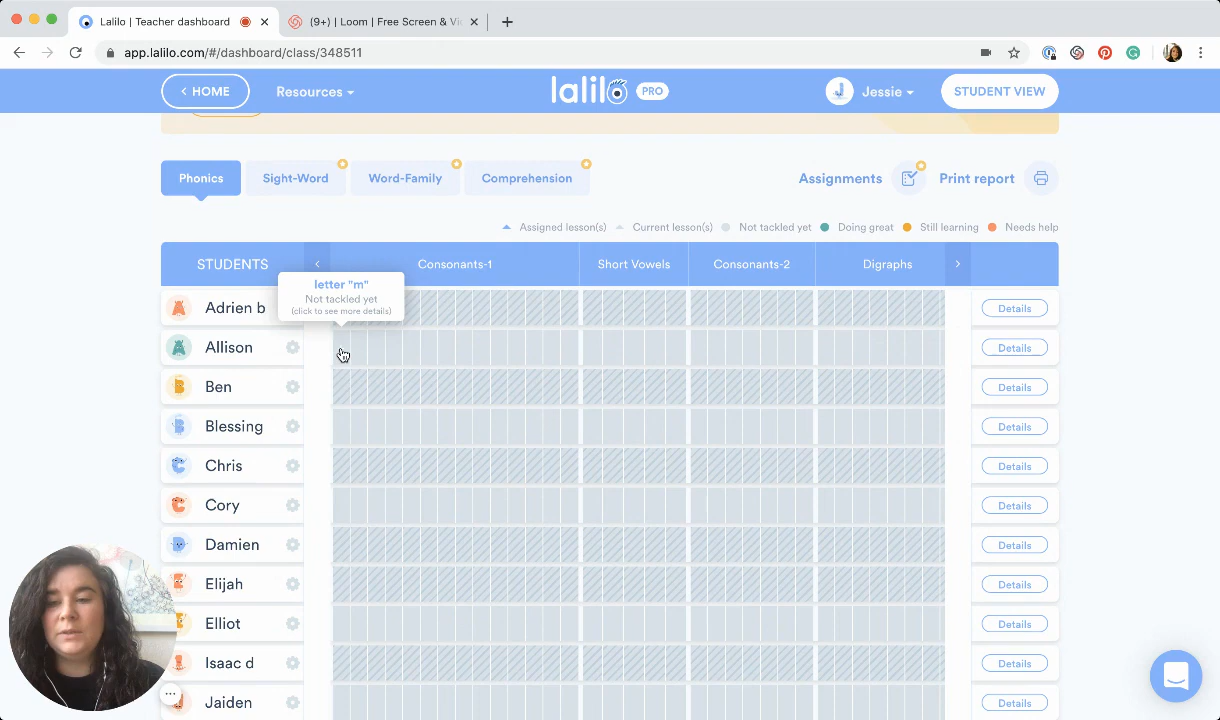 Lalilo | Teacher dashboard
(9+) | Loom | Free Screen & Vi
app.lalilo.com/#/dashboard/class/348511
< HOME
Resources
lalilo PRO
Jessie
STUDENT VIEW
Phonics
Sight-Word
Word-Family
Comprehension
Assignments
Print report
Assigned lesson(s)
Current lesson(s)
Not tackled yet
Doing great
Still learning
Needs help
STUDENTS
Consonants-1
Short Vowels
Consonants-2
Digraphs
letter "m"
Not tackled yet
(click to see more details)
Adrien b
Details
Allison
Details
Ben
Details
Blessing
Details
Chris
Details
Cory
Details
Damien
Details
Elijah
Details
Elliot
Details
Isaac d
Details
Jaiden
Details